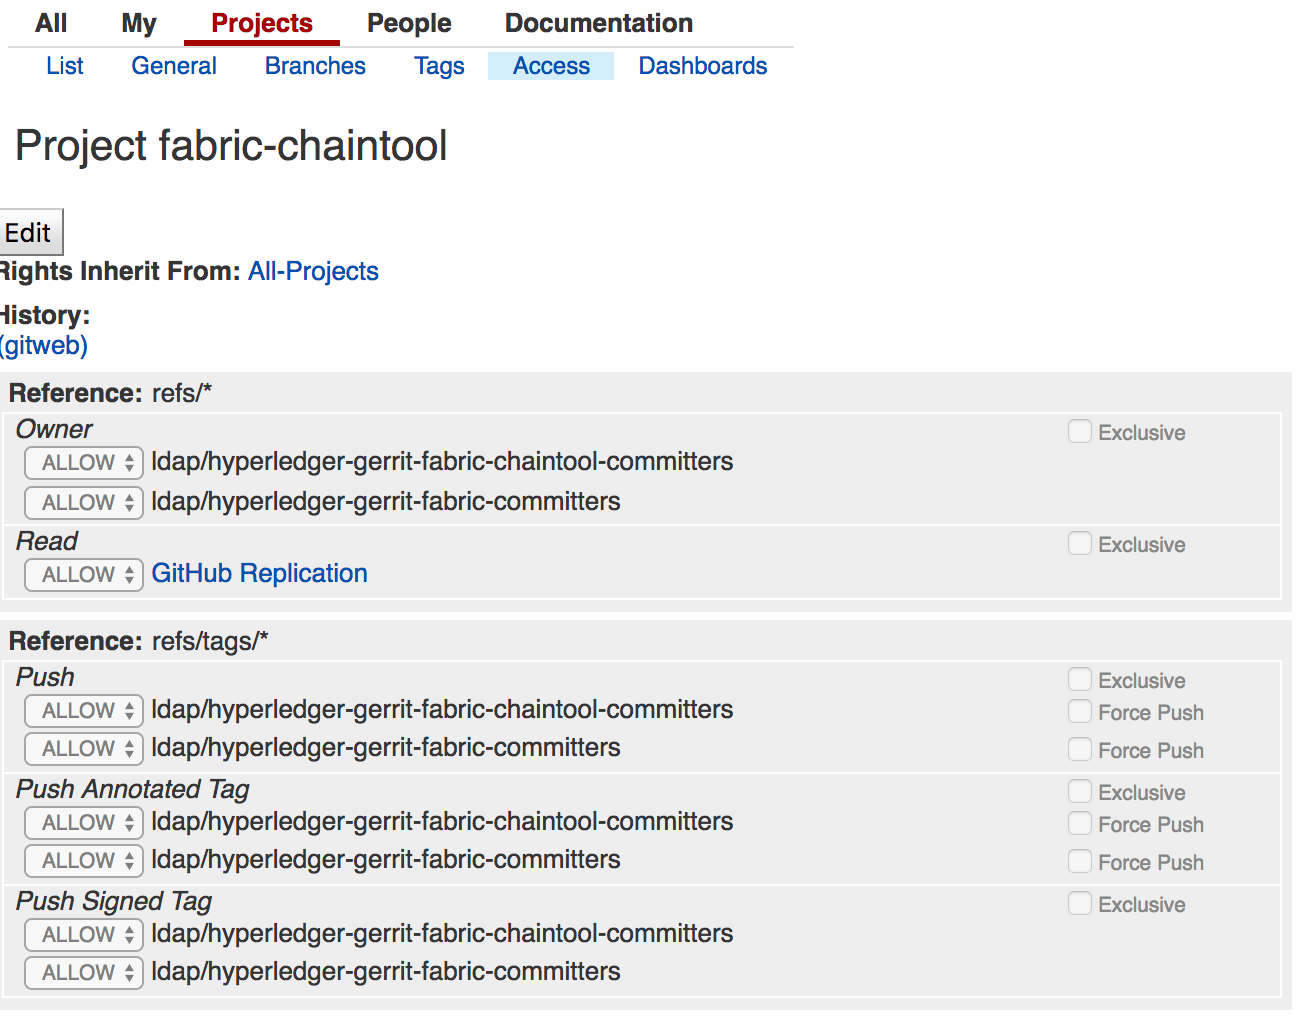 All My Projects People Documentation
List General Branches Tags Access Dashboards
Project fabric-chaintool
Edit
Rights Inherit From: All-Projects
History:
(gitweb)
Reference: refs/*
Owner Exclusive
ALLOW ldap/hyperledger-gerrit-fabric-chaintool-committers
ALLOW ldap/hyperledger-gerrit-fabric-committers
Read Exclusive
ALLOW GitHub Replication
Reference: refs/tags/*
Push Exclusive
ALLOW ldap/hyperledger-gerrit-fabric-chaintool-committers Force Push
ALLOW ldap/hyperledger-gerrit-fabric-committers Force Push
Push Annotated Tag Exclusive
ALLOW ldap/hyperledger-gerrit-fabric-chaintool-committers Force Push
ALLOW ldap/hyperledger-gerrit-fabric-committers Force Push
Push Signed Tag Exclusive
ALLOW ldap/hyperledger-gerrit-fabric-chaintool-committers
ALLOW ldap/hyperledger-gerrit-fabric-committers